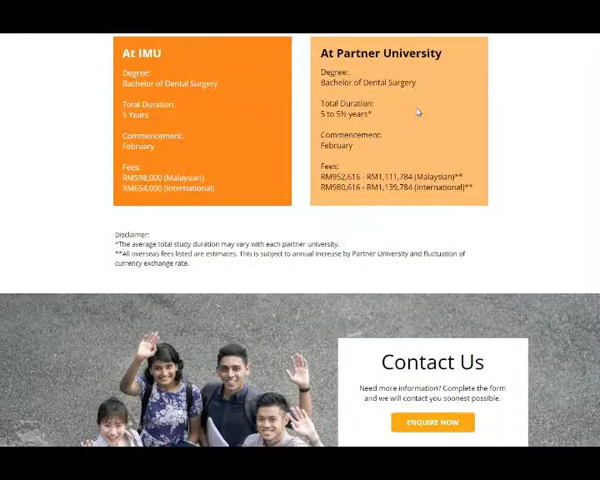 At IMU
Degree:
Bachelor of Dental Surgery
Total Duration:
5 Years
Commencement:
February
Fees:
RM598,000 (Malaysian)
RM654,000 (International)
At Partner University
Degree:
Bachelor of Dental Surgery
Total Duration:
5 to 5½ years*
Commencement:
February
Fees:
RM952,616 - RM1,111,784 (Malaysian)**
RM980,616 - RM1,139,784 (International)**
Disclaimer:
*The average total study duration may vary with each partner university.
**All overseas fees listed are estimates. This is subject to annual increase by Partner University and fluctuation of
currency exchange rate.
Contact Us
Need more information? Complete the form
and we will contact you soonest possible.
ENQUIRE NOW